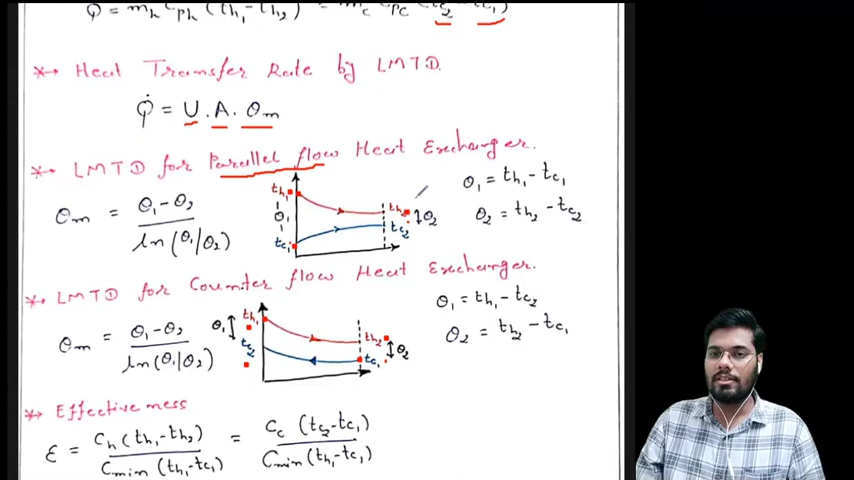 Q̇ = ṁh Cph (th₁-th₂) = ṁc Cpc (tc₂-tc₁)
*→ Heat Transfer Rate by LMTD.
Q̇ = U . A . θm
*→ LMTD for Parallel flow Heat Exchanger.
θm = θ₁-θ₂ / ln(θ₁/θ₂)
th₁
θ₁
tc₁
th₂
tc₂
θ₂
θ₁ = th₁-tc₁
θ₂ = th₂-tc₂
*→ LMTD for Counter flow Heat Exchanger.
θm = θ₁-θ₂ / ln(θ₁/θ₂)
θ₁
th₁
tc₂
th₂
tc₁
θ₂
θ₁ = th₁-tc₂
θ₂ = th₂-tc₁
*→ Effectiveness
ε = Ch(th₁-th₂) / Cmin(th₁-tc₁) = Cc (tc₂-tc₁) / Cmin(th₁-tc₁)